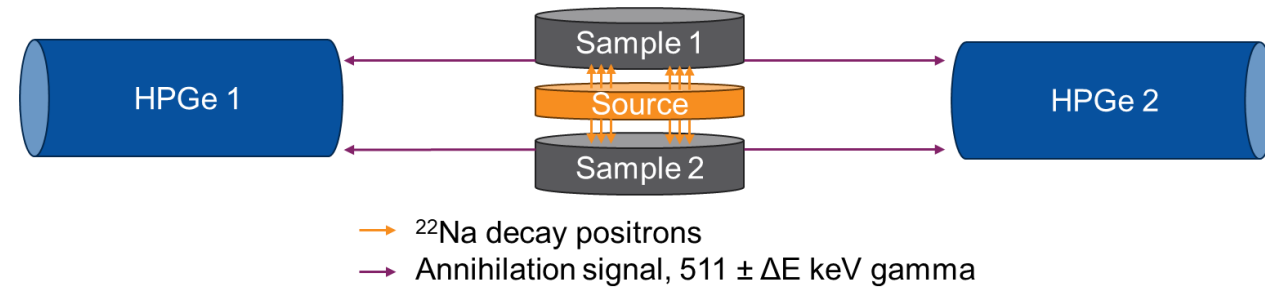 Sample 1
HPGe 1
Source
HPGe 2
Sample 2
²²Na decay positrons
Annihilation signal, 511 ± ΔE keV gamma